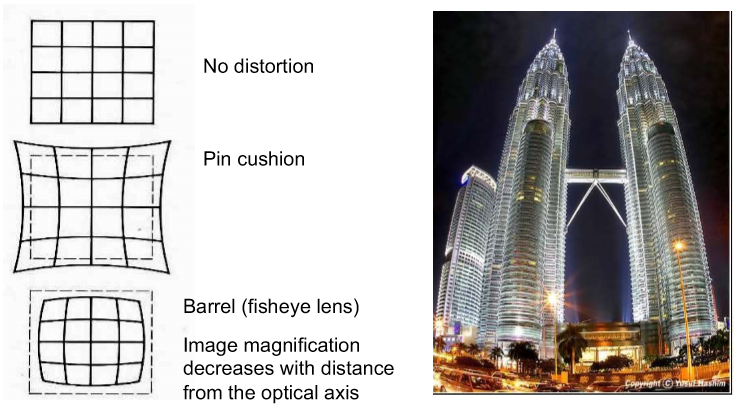 No distortion
Pin cushion
Barrel (fisheye lens)
Image magnification
decreases with distance
from the optical axis
Copyright (C) Yusuf Hashim